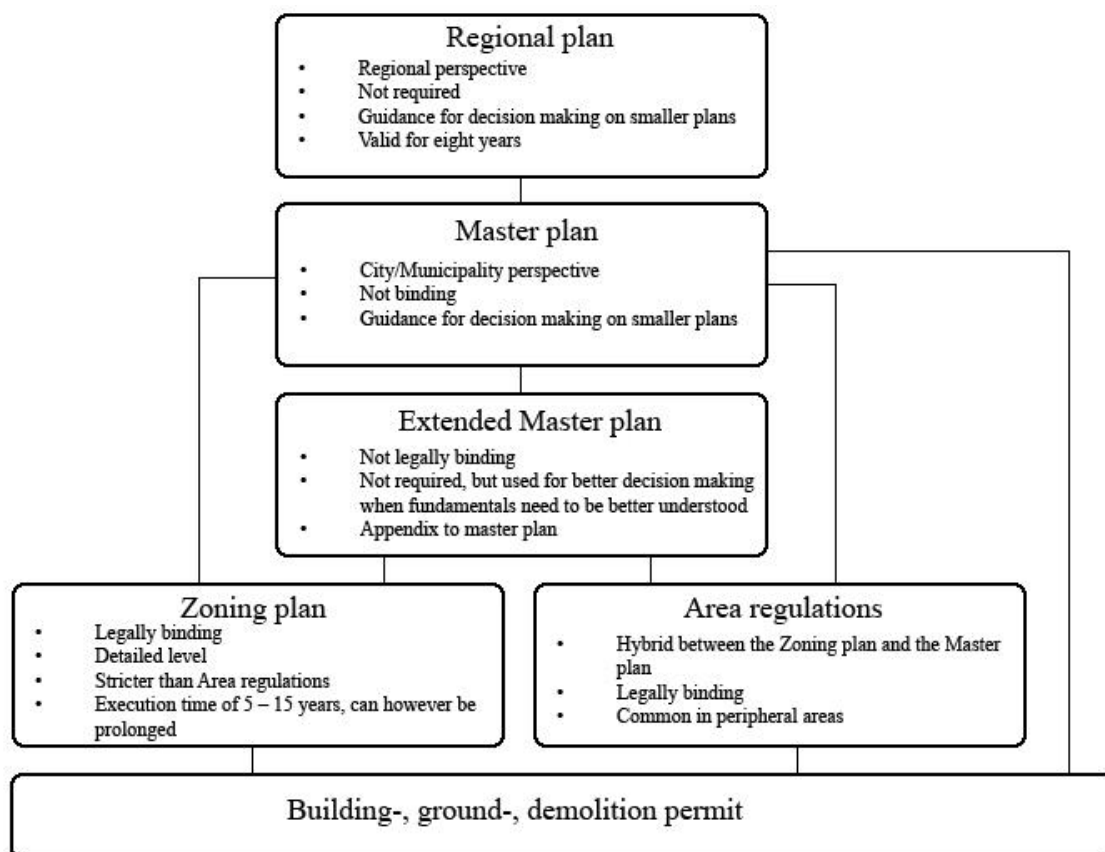 Regional plan
• Regional perspective
• Not required
• Guidance for decision making on smaller plans
• Valid for eight years
Master plan
• City/Municipality perspective
• Not binding
• Guidance for decision making on smaller plans
Extended Master plan
• Not legally binding
• Not required, but used for better decision making
when fundamentals need to be better understood
• Appendix to master plan
Zoning plan
• Legally binding
• Detailed level
• Stricter than Area regulations
• Execution time of 5 – 15 years, can however be
prolonged
Area regulations
• Hybrid between the Zoning plan and the Master
plan
• Legally binding
• Common in peripheral areas
Building-, ground-, demolition permit